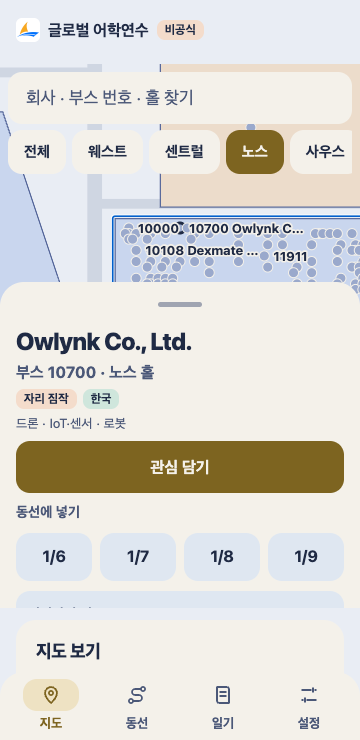 글로벌 어학연수 비공식
회사 · 부스 번호 · 홀 찾기
전체 웨스트 센트럴 노스 사우스
10000 10700 Owlynk C...
10108 Dexmate ... 11911
Owlynk Co., Ltd.
부스 10700 · 노스 홀
자리 짐작 한국
드론 · IoT·센서 · 로봇
관심 담기
동선에 넣기
1/6 1/7 1/8 1/9
지도 보기
지도 동선 일기 설정